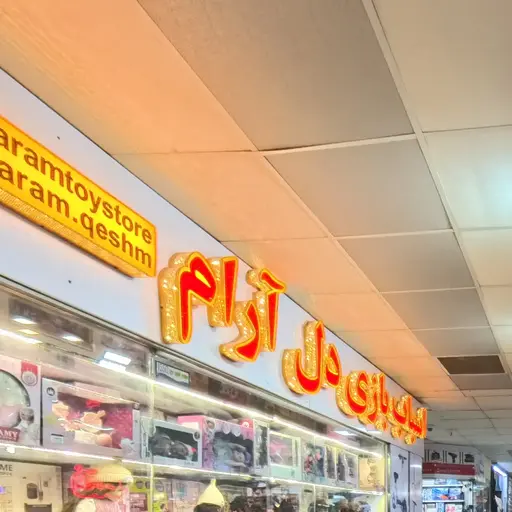 aramtoystore
aram.qeshm
اسباب بازی دل آرام